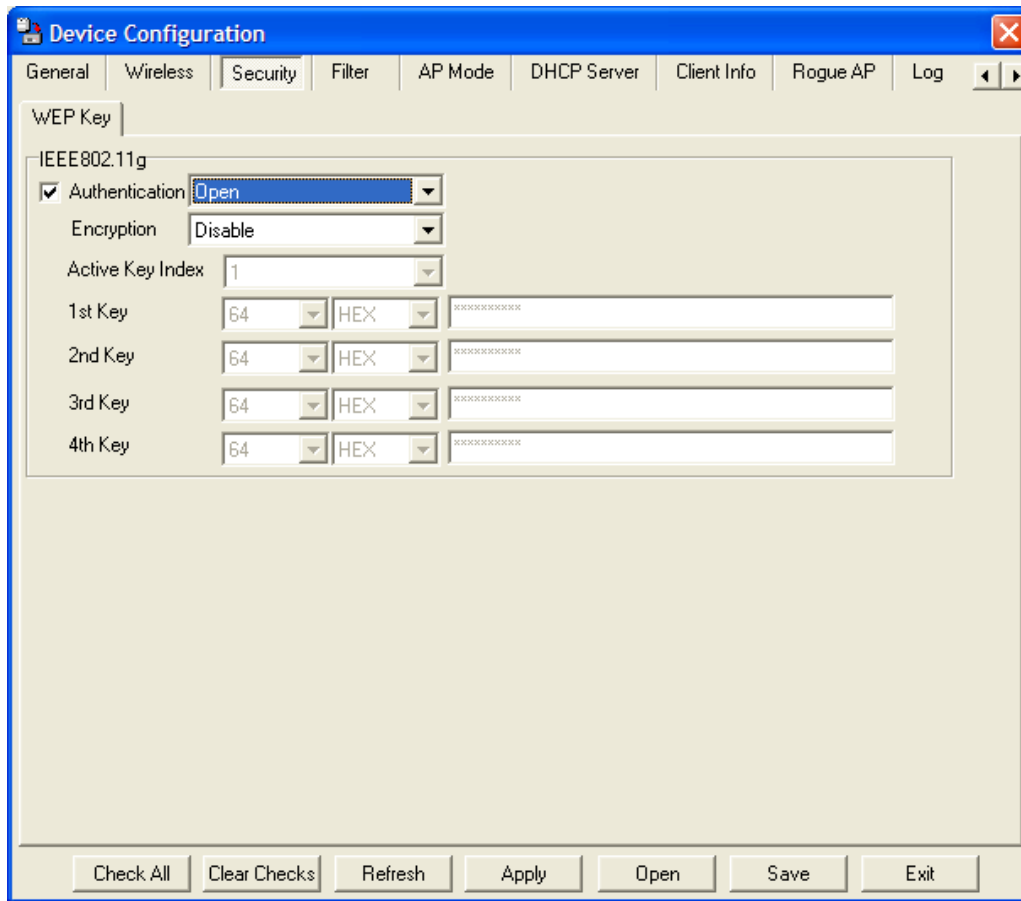 Device Configuration
General Wireless Security Filter AP Mode DHCP Server Client Info Rogue AP Log
WEP Key
IEEE802.11g
Authentication Open
Encryption Disable
Active Key Index 1
1st Key 64 HEX **********
2nd Key 64 HEX **********
3rd Key 64 HEX **********
4th Key 64 HEX **********
Check All Clear Checks Refresh Apply Open Save Exit